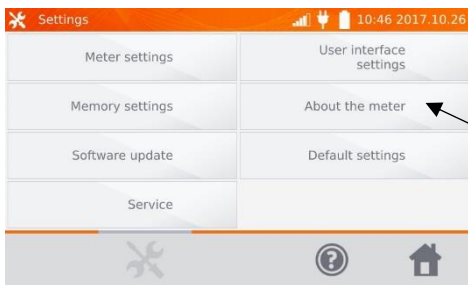 Settings
10:46 2017.10.26
Meter settings
User interface
settings
Memory settings
About the meter
Software update
Default settings
Service
?